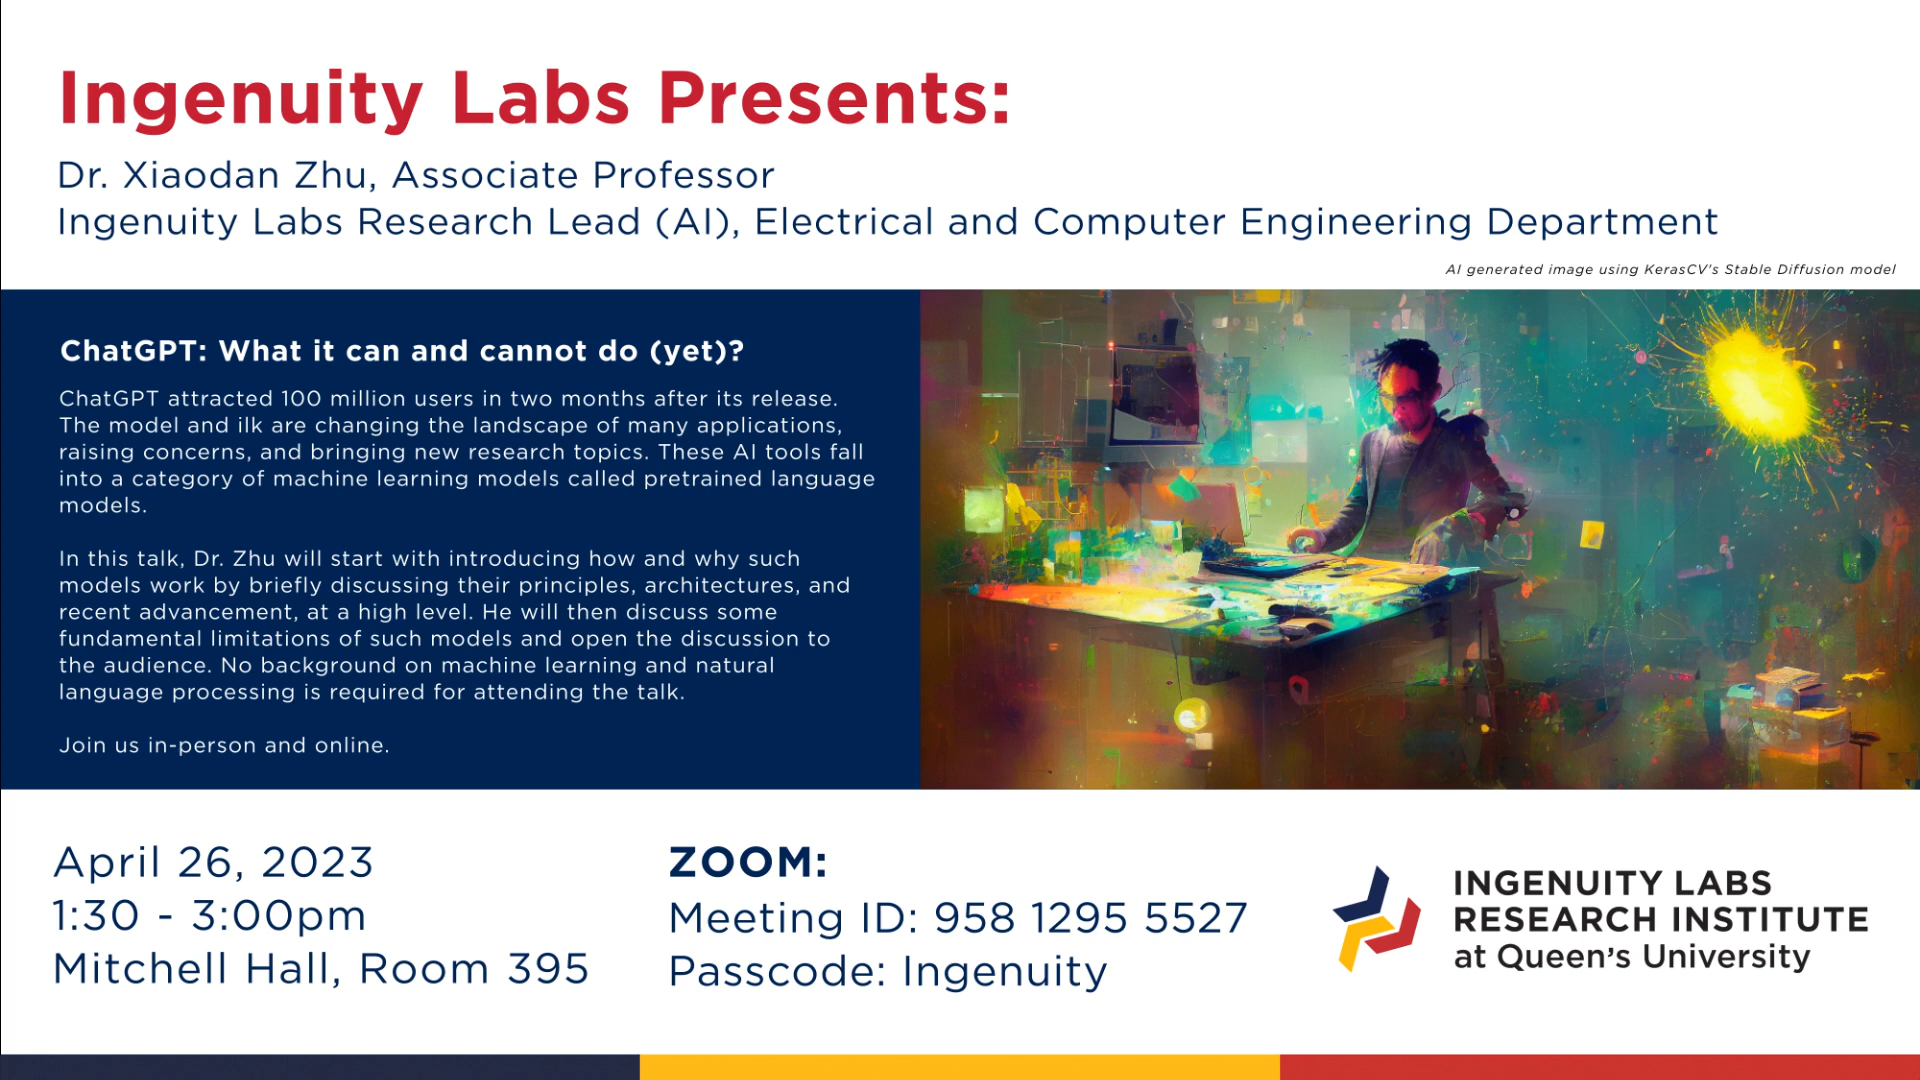 Ingenuity Labs Presents:
Dr. Xiaodan Zhu, Associate Professor
Ingenuity Labs Research Lead (AI), Electrical and Computer Engineering Department
AI generated image using KerasCV's Stable Diffusion model
ChatGPT: What it can and cannot do (yet)?
ChatGPT attracted 100 million users in two months after its release.
The model and ilk are changing the landscape of many applications,
raising concerns, and bringing new research topics. These AI tools fall
into a category of machine learning models called pretrained language
models.
In this talk, Dr. Zhu will start with introducing how and why such
models work by briefly discussing their principles, architectures, and
recent advancement, at a high level. He will then discuss some
fundamental limitations of such models and open the discussion to
the audience. No background on machine learning and natural
language processing is required for attending the talk.
Join us in-person and online.
April 26, 2023
1:30 - 3:00pm
Mitchell Hall, Room 395
ZOOM:
Meeting ID: 958 1295 5527
Passcode: Ingenuity
INGENUITY LABS
RESEARCH INSTITUTE
at Queen's University